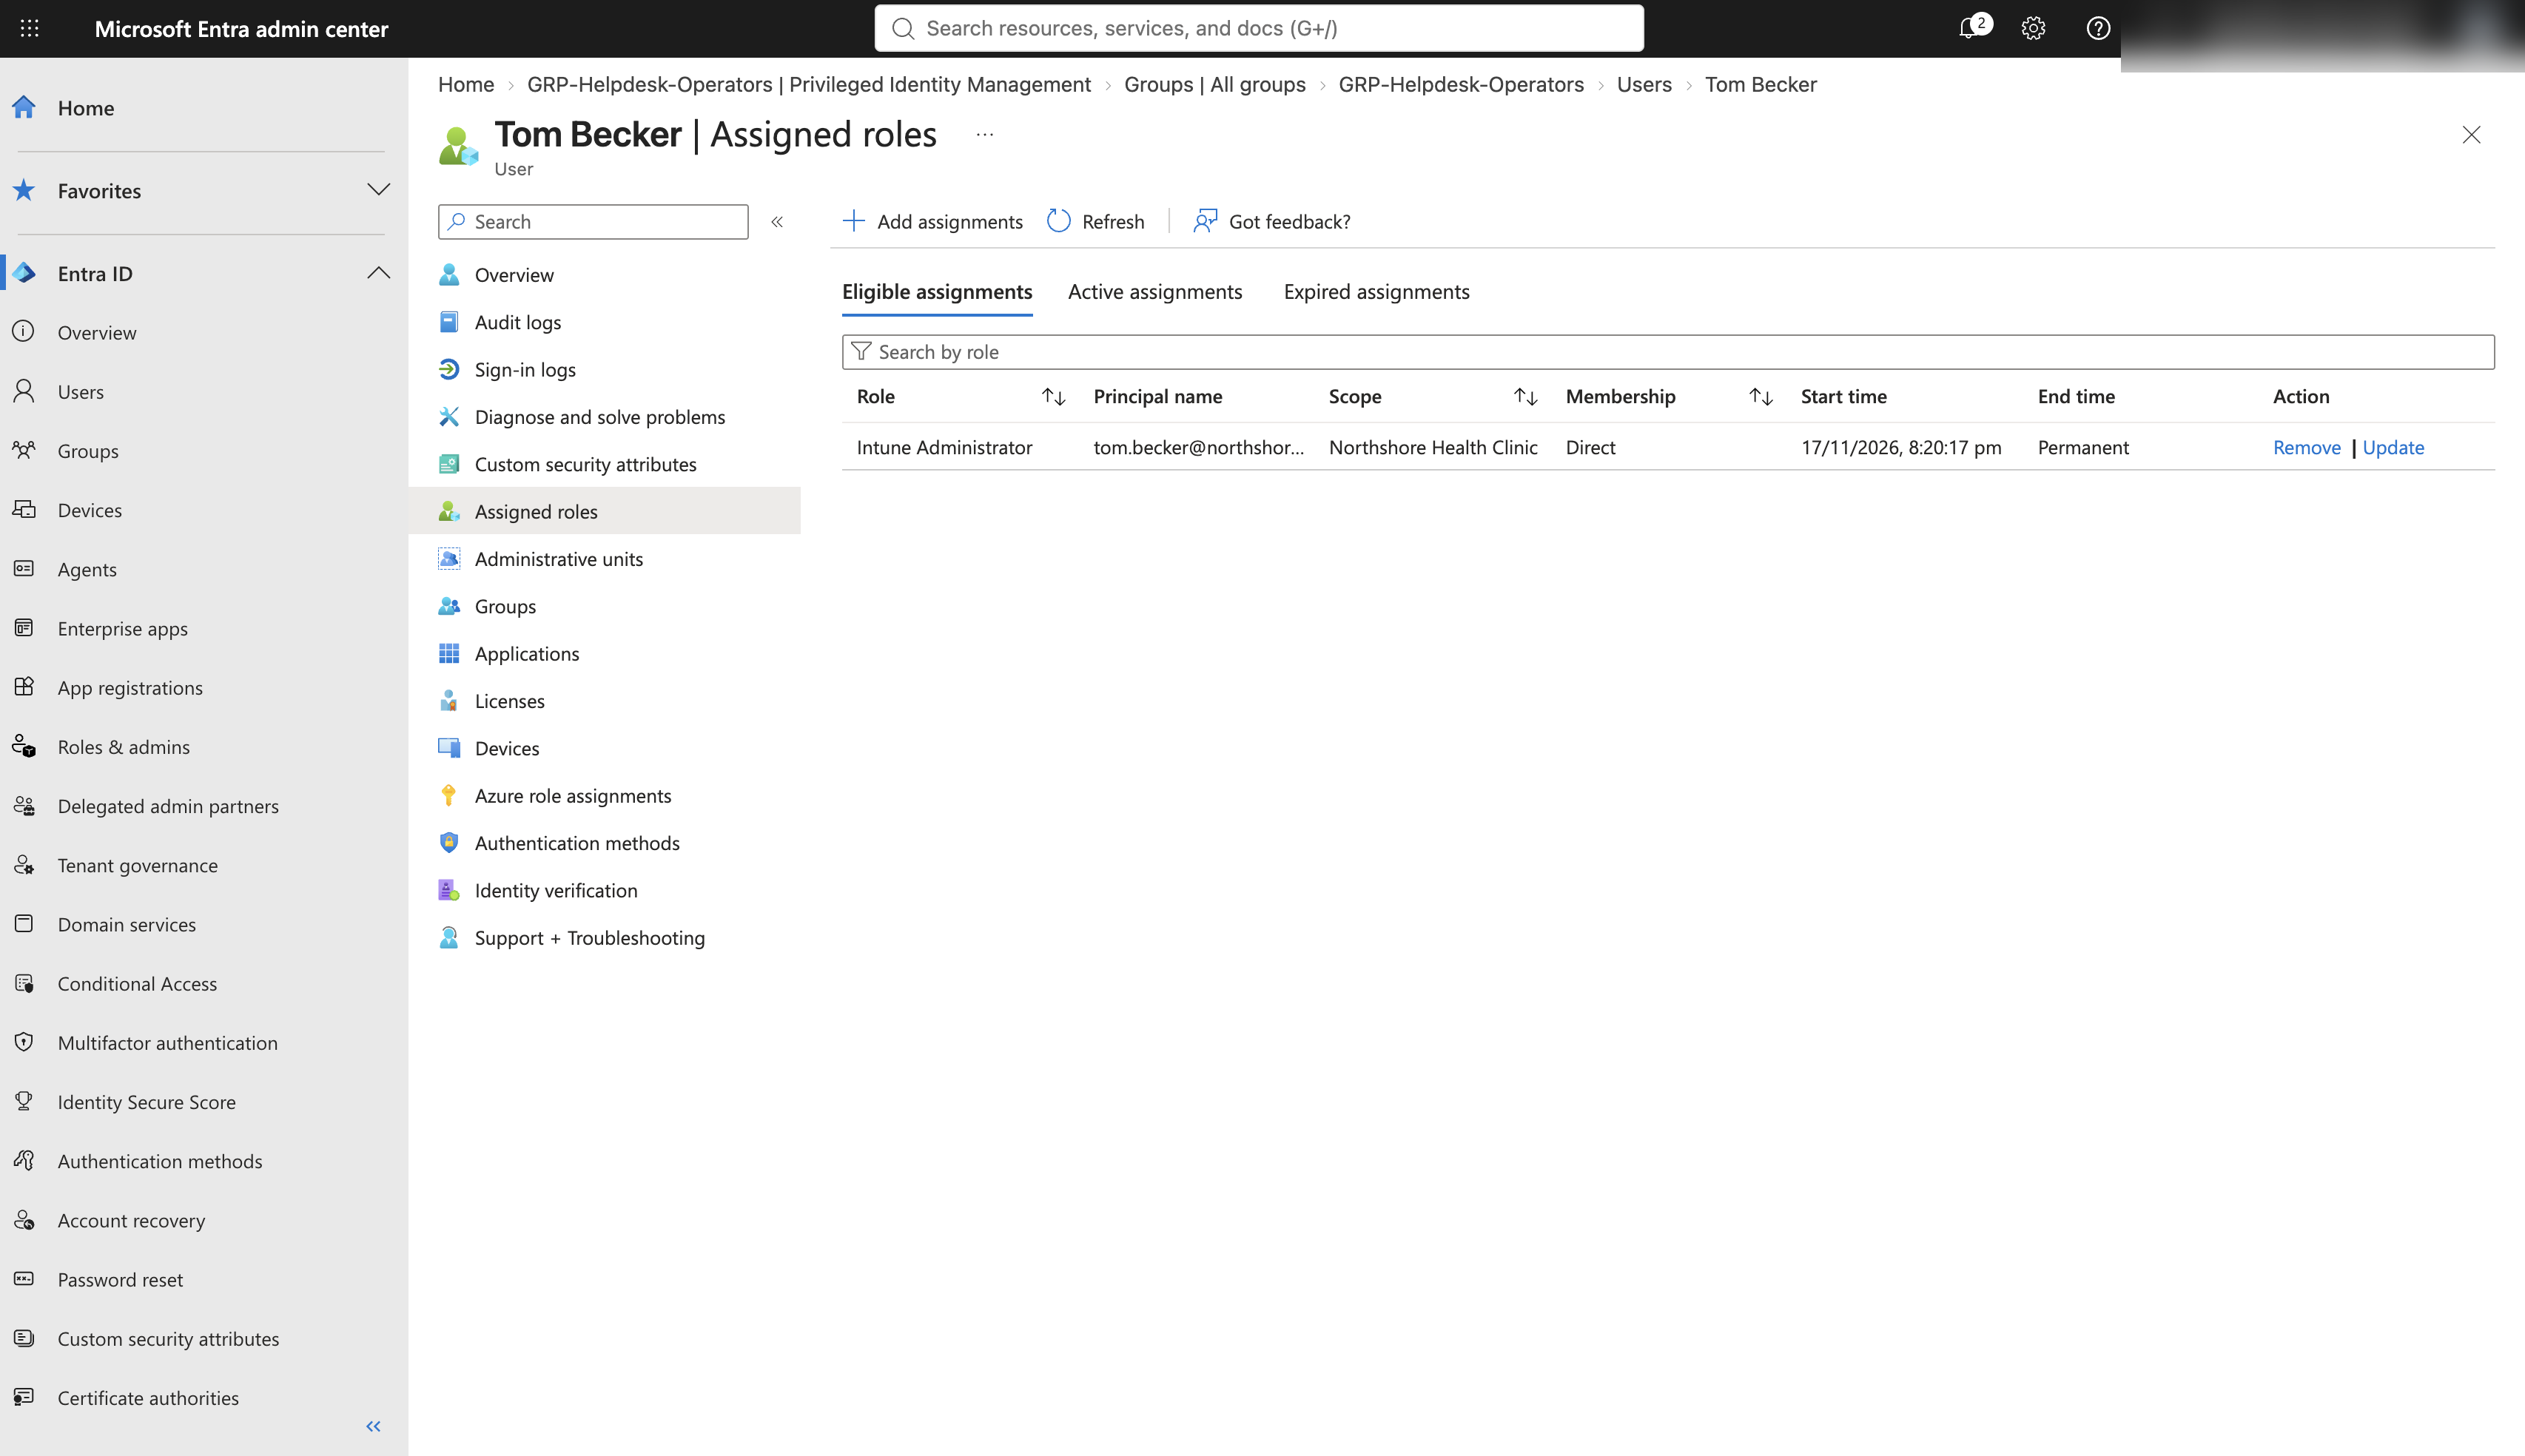 Microsoft Entra admin center
Search resources, services, and docs (G+/)
2
Home
Favorites
Entra ID
Overview
Users
Groups
Devices
Agents
Enterprise apps
App registrations
Roles & admins
Delegated admin partners
Tenant governance
Domain services
Conditional Access
Multifactor authentication
Identity Secure Score
Authentication methods
Account recovery
Password reset
Custom security attributes
Certificate authorities
Home > GRP-Helpdesk-Operators | Privileged Identity Management > Groups | All groups > GRP-Helpdesk-Operators > Users > Tom Becker
Tom Becker | Assigned roles ...
User
Search
Overview
Audit logs
Sign-in logs
Diagnose and solve problems
Custom security attributes
Assigned roles
Administrative units
Groups
Applications
Licenses
Devices
Azure role assignments
Authentication methods
Identity verification
Support + Troubleshooting
Add assignments Refresh Got feedback?
Eligible assignments Active assignments Expired assignments
Search by role
Role Principal name Scope Membership Start time End time Action
Intune Administrator tom.becker@northshor... Northshore Health Clinic Direct 17/11/2026, 8:20:17 pm Permanent Remove | Update